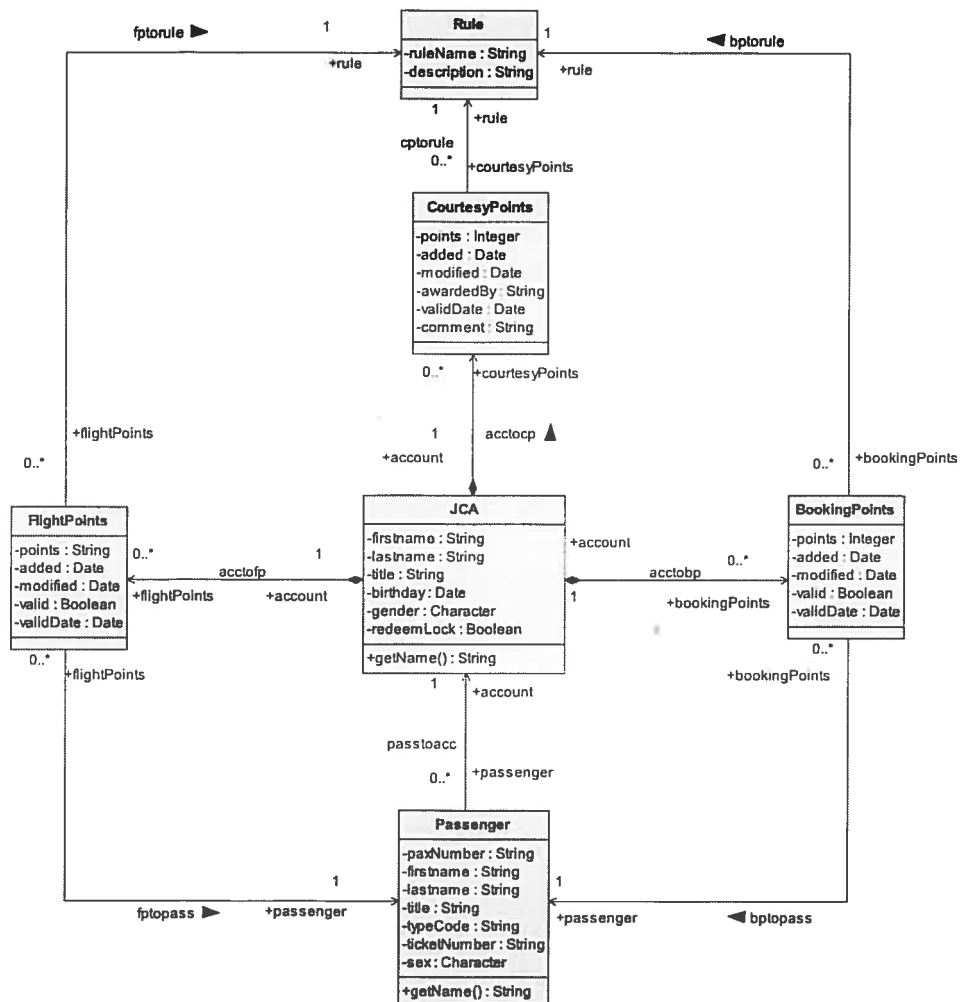 Rule
-ruleName : String
-description : String
fptorule
1
+rule
bptorule
1
+rule
1
+rule
cptorule
0..*
+courtesyPoints
CourtesyPoints
-points : Integer
-added : Date
-modified : Date
-awardedBy : String
-validDate : Date
-comment : String
0..*
+courtesyPoints
1
acctocp
+account
+flightPoints
0..*
0..*
+bookingPoints
FlightPoints
-points : String
-added : Date
-modified : Date
-valid : Boolean
-validDate : Date
0..*
1
acctofp
+flightPoints
+account
JCA
-firstname : String
-lastname : String
-title : String
-birthday : Date
-gender : Character
-redeemLock : Boolean
+getName() : String
+account
0..*
acctobp
1
+bookingPoints
BookingPoints
-points : Integer
-added : Date
-modified : Date
-valid : Boolean
-validDate : Date
0..*
+flightPoints
0..*
+bookingPoints
1
+account
passtoacc
0..*
+passenger
Passenger
-paxNumber : String
-firstname : String
-lastname : String
-title : String
-typeCode : String
-ticketNumber : String
-sex : Character
+getName() : String
1
fptopass
+passenger
1
+passenger
bptopass